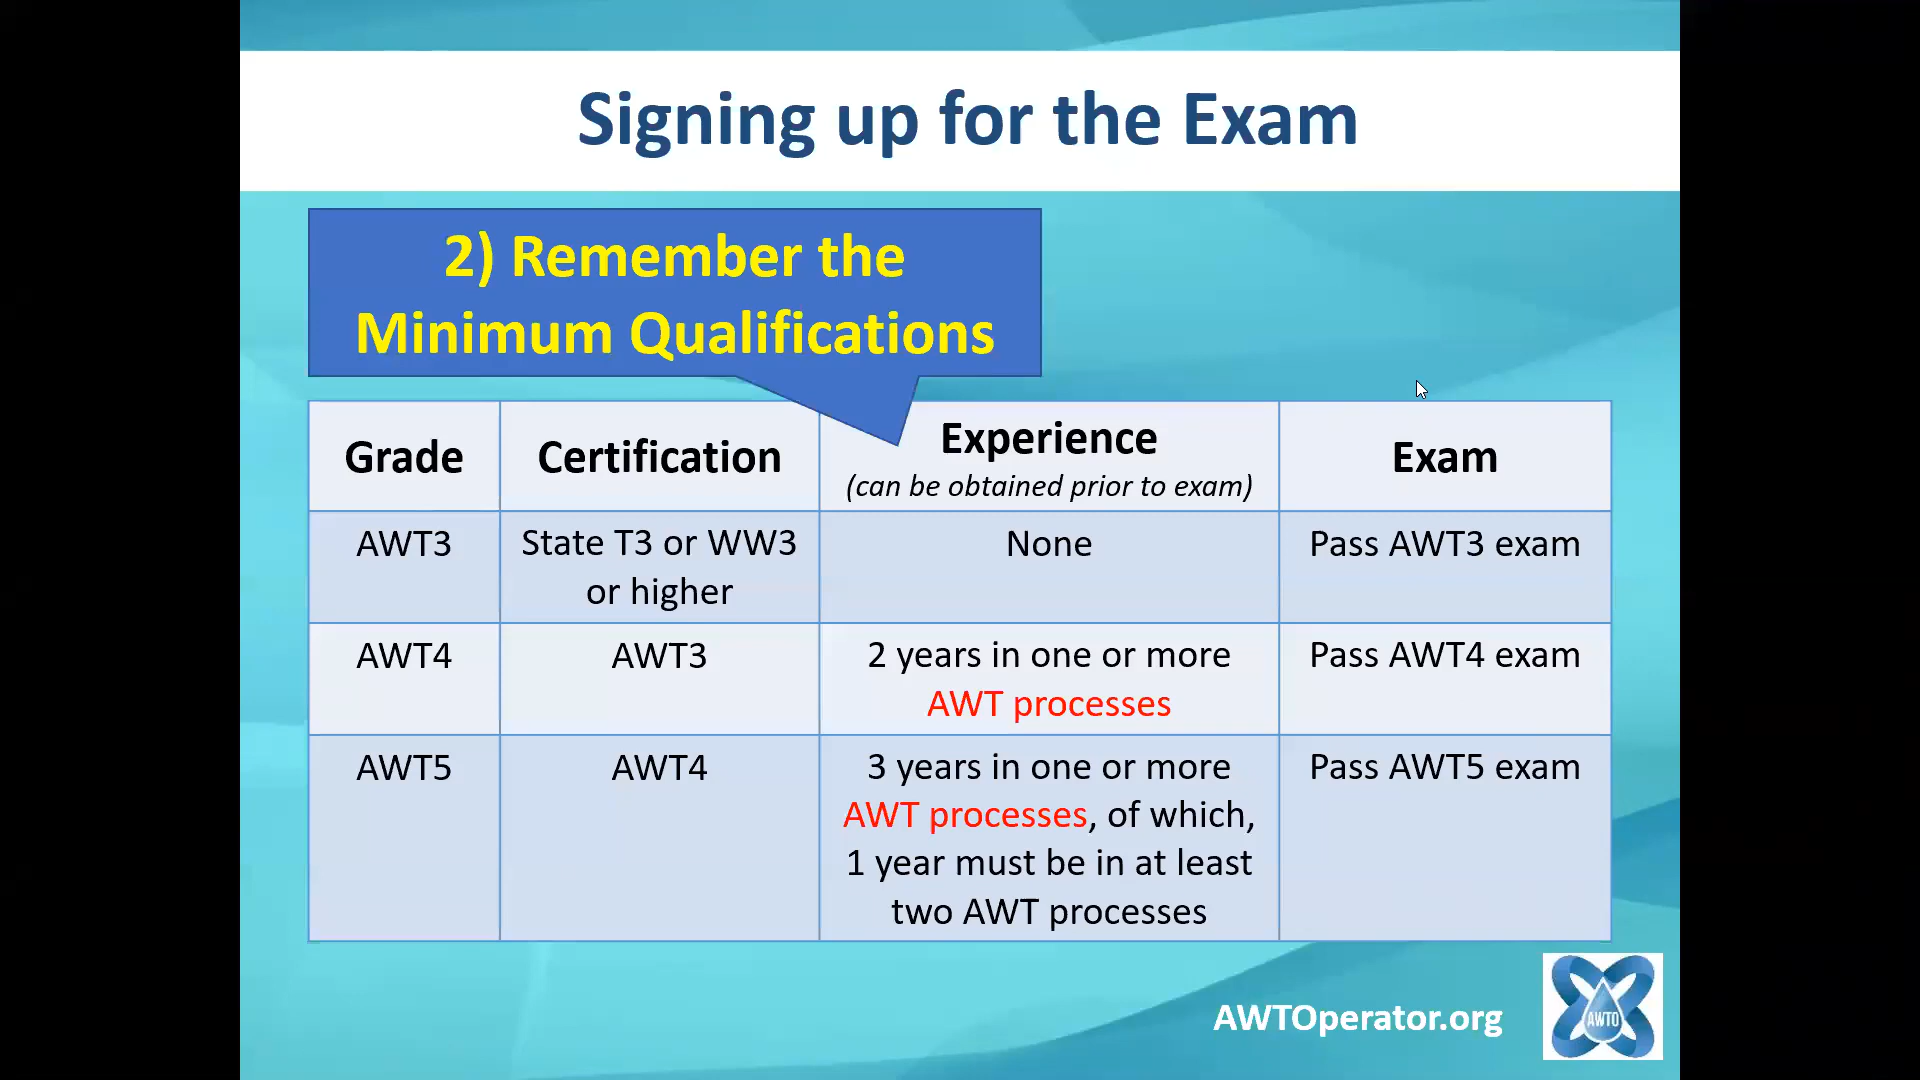 Signing up for the Exam
2) Remember the
Minimum Qualifications
Grade
Certification
Experience
(can be obtained prior to exam)
Exam
AWT3
State T3 or WW3
or higher
None
Pass AWT3 exam
AWT4
AWT3
2 years in one or more
AWT processes
Pass AWT4 exam
AWT5
AWT4
3 years in one or more
AWT processes, of which,
1 year must be in at least
two AWT processes
Pass AWT5 exam
AWTOperator.org
AWTO